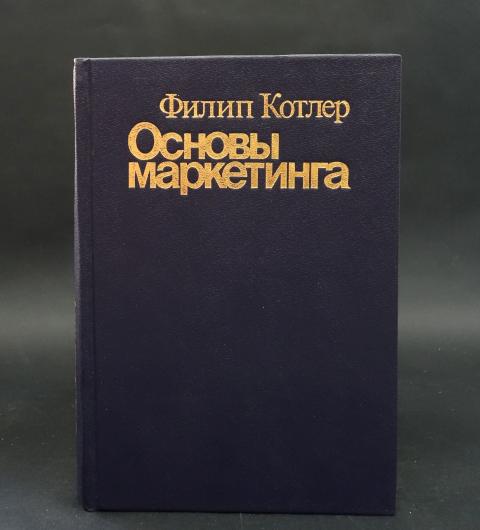 Филип Котлер
Основы
маркетинга